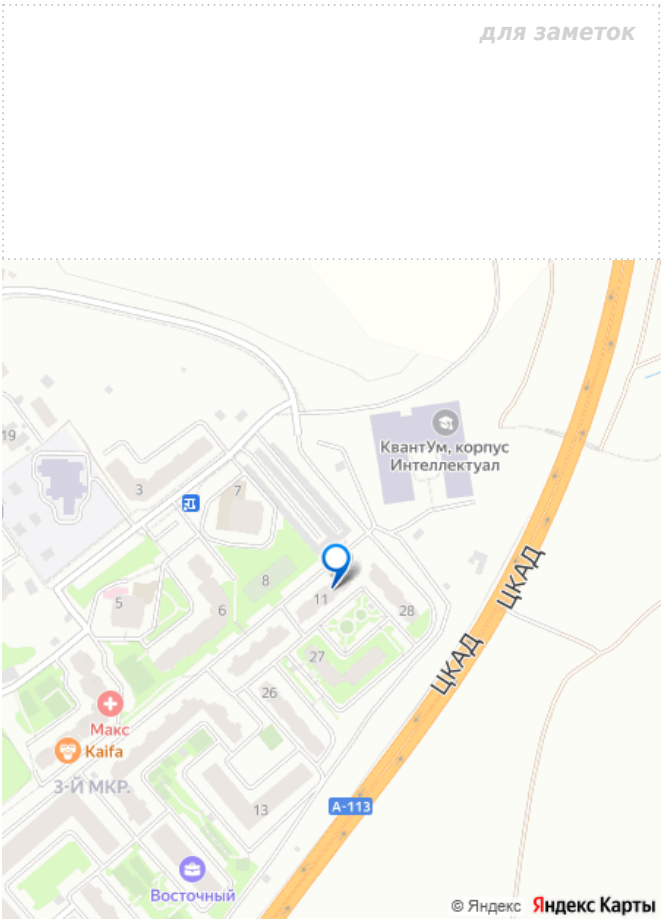 для заметок
КвантУм, корпус
Интеллектуал
19
3
7
8
5
6
11
28
27
26
ЦКАД
ЦКАД
Макс
Kaifa
3-Й МКР.
13
А-113
Восточный
© Яндекс Яндекс Карты